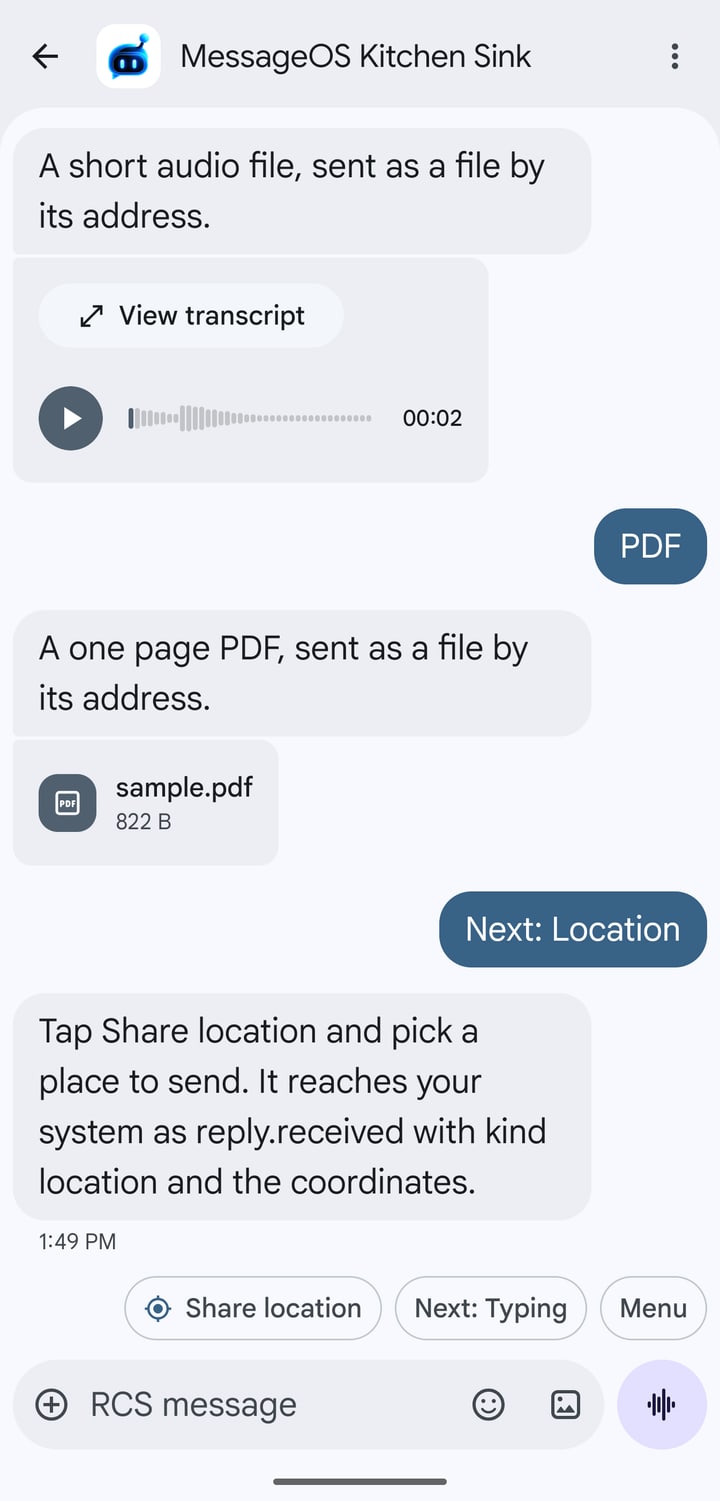 MessageOS Kitchen Sink
A short audio file, sent as a file by
its address.
View transcript
00:02
PDF
A one page PDF, sent as a file by
its address.
PDF
sample.pdf
822 B
Next: Location
Tap Share location and pick a
place to send. It reaches your
system as reply.received with kind
location and the coordinates.
1:49 PM
Share location
Next: Typing
Menu
RCS message